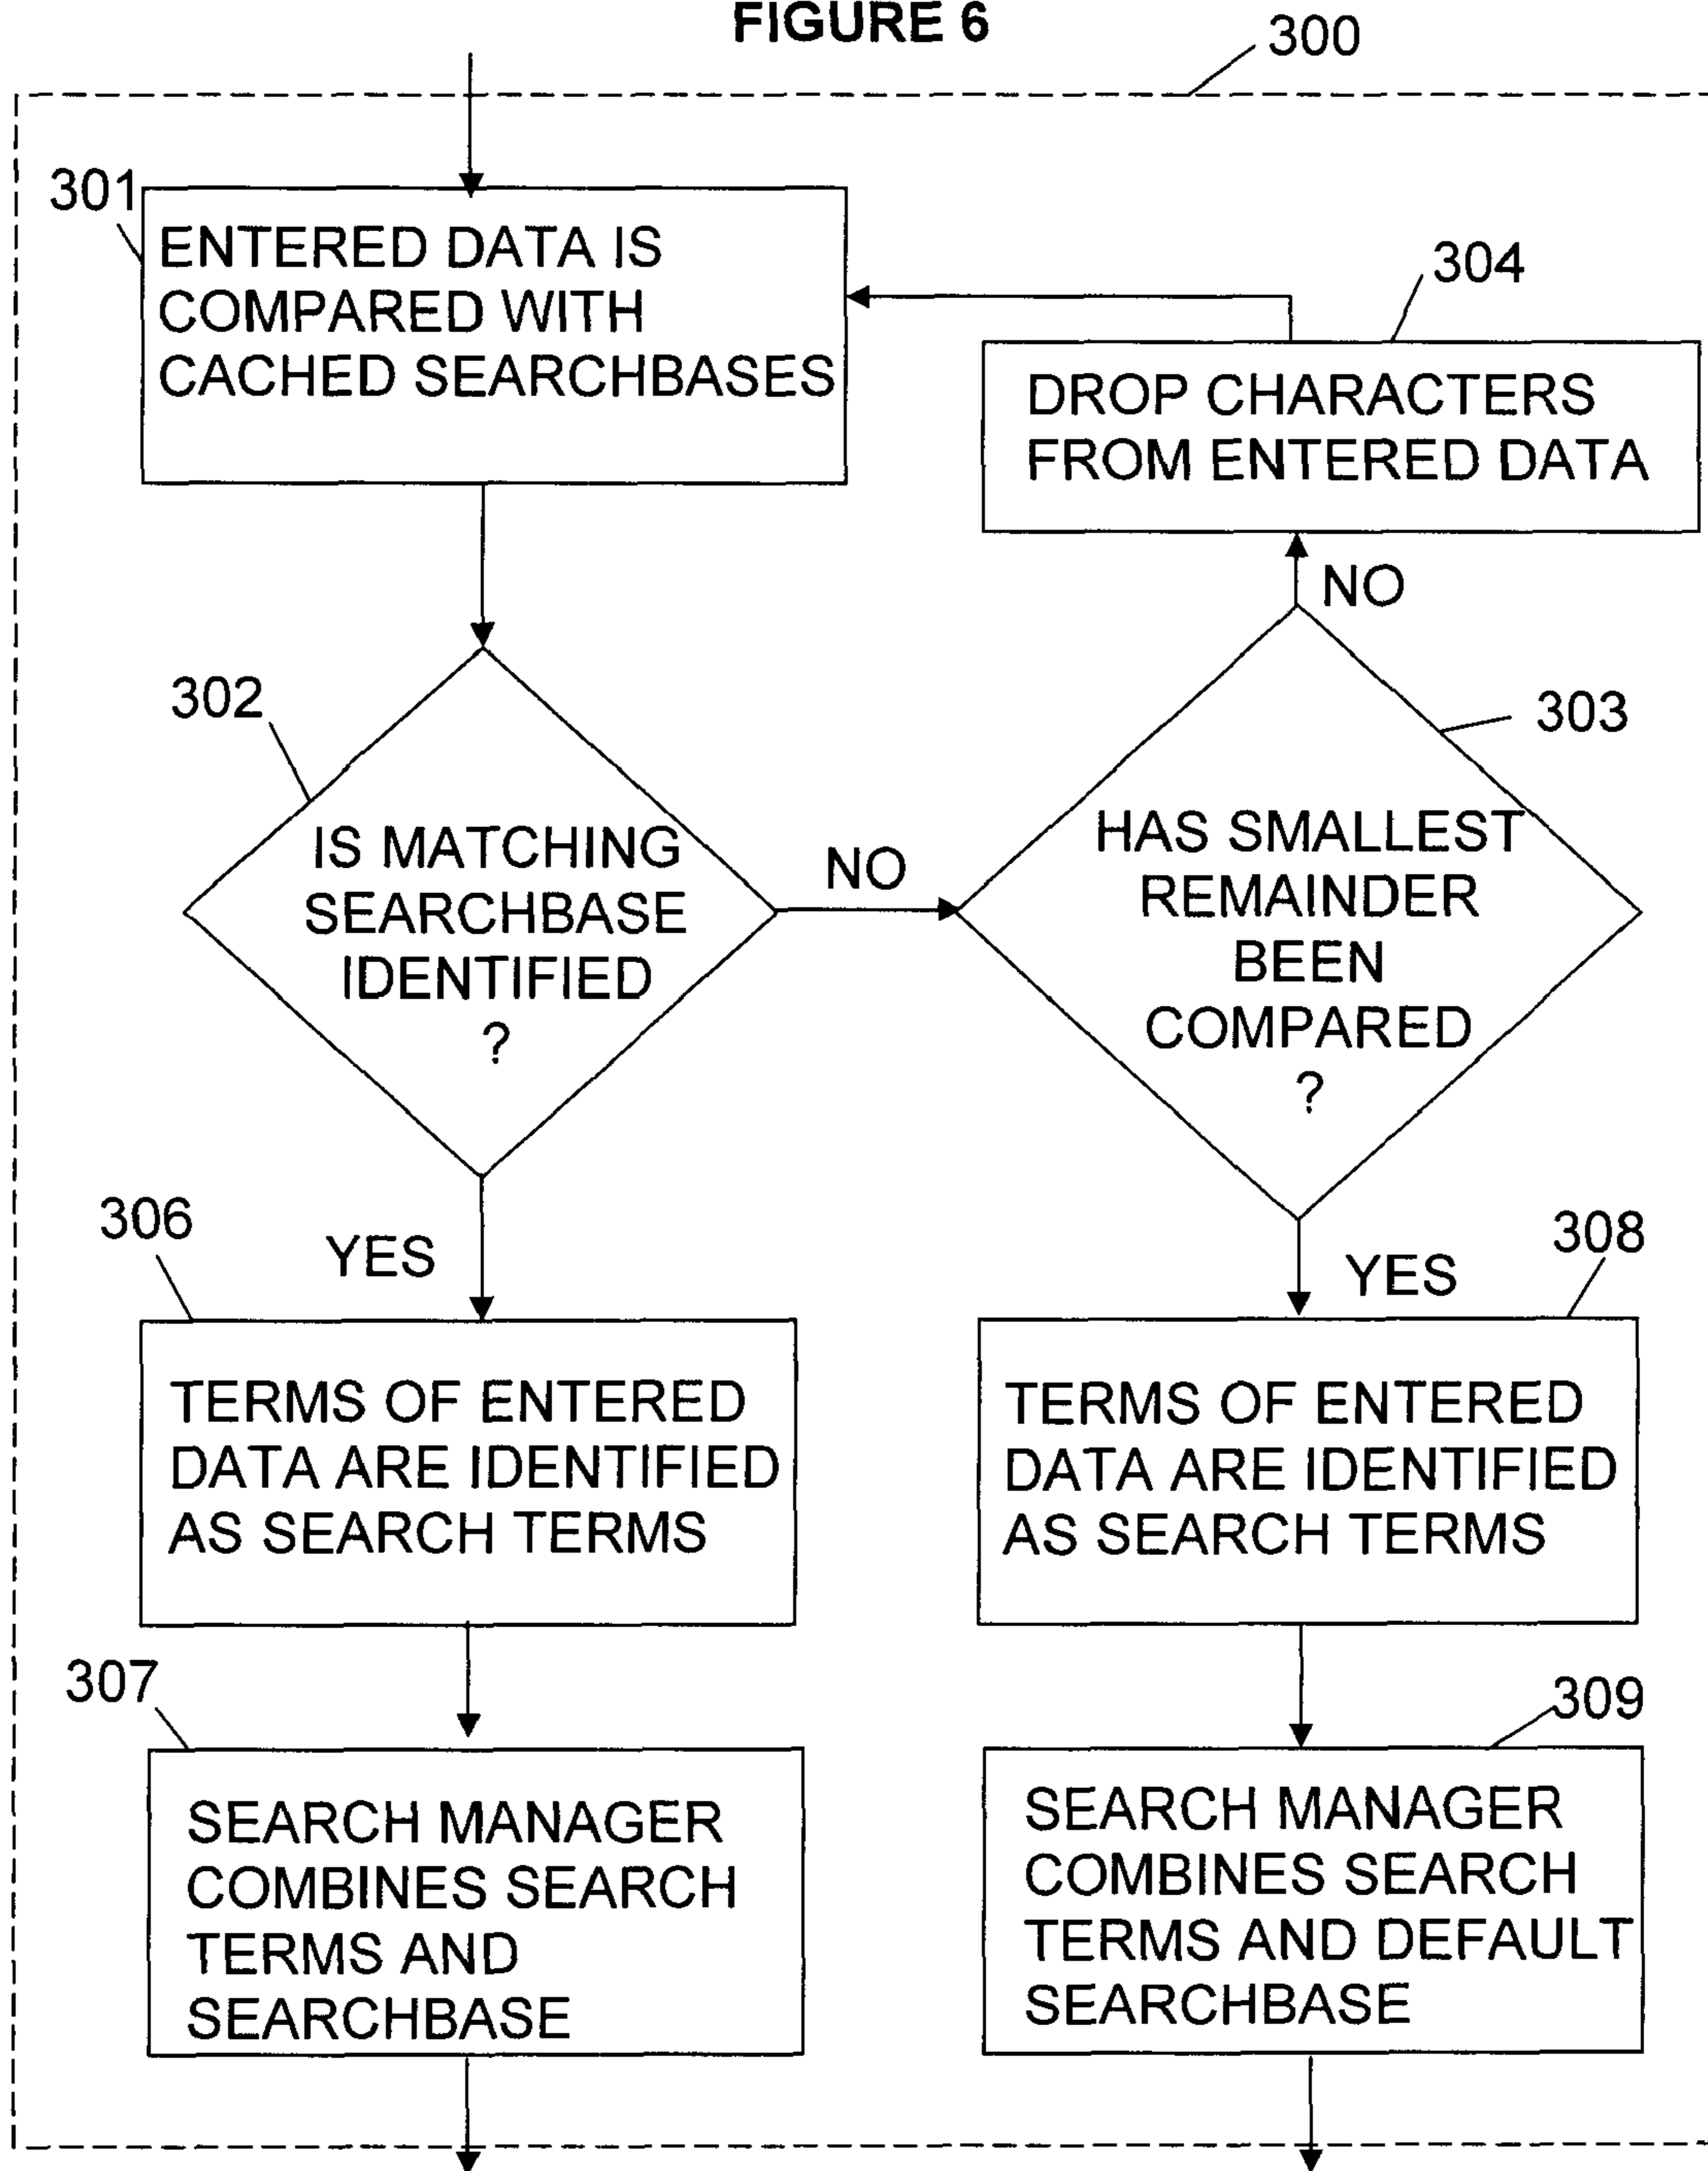 FIGURE 6
300
301
ENTERED DATA IS
COMPARED WITH
CACHED SEARCHBASES
304
DROP CHARACTERS
FROM ENTERED DATA
NO
302
IS MATCHING
SEARCHBASE
IDENTIFIED
?
NO
303
HAS SMALLEST
REMAINDER
BEEN
COMPARED
?
YES
306
TERMS OF ENTERED
DATA ARE IDENTIFIED
AS SEARCH TERMS
YES
308
TERMS OF ENTERED
DATA ARE IDENTIFIED
AS SEARCH TERMS
307
SEARCH MANAGER
COMBINES SEARCH
TERMS AND
SEARCHBASE
309
SEARCH MANAGER
COMBINES SEARCH
TERMS AND DEFAULT
SEARCHBASE